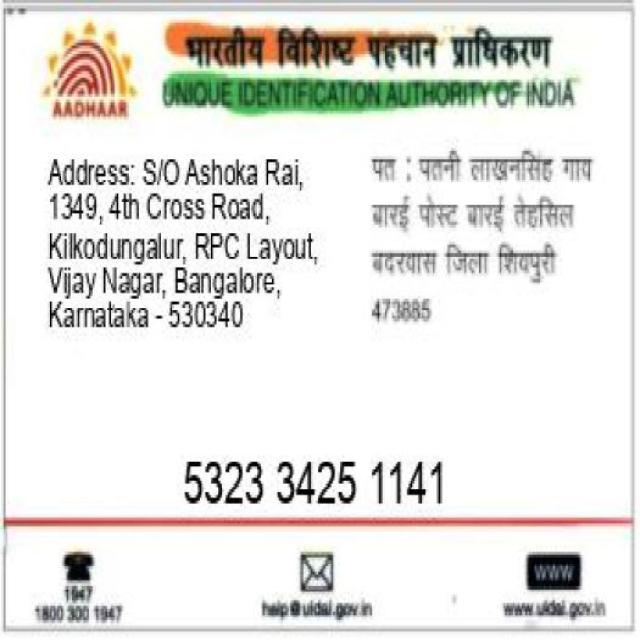 भारतीय विशिष्ट पहचान प्राधिकरण
AADHAAR
UNIQUE IDENTIFICATION AUTHORITY OF INDIA
Address: S/O Ashoka Rai,
1349, 4th Cross Road,
Kilkodungalur, RPC Layout,
Vijay Nagar, Bangalore,
Karnataka - 530340
पत : पतनी लाखनसिंह गाव
बारई पोस्ट बारई तेहसिल
बदरवास जिला शिवपुरी
473885
5323 3425 1141
1947
1800 300 1947
help@uidai.gov.in
WWW
www.uidai.gov.in